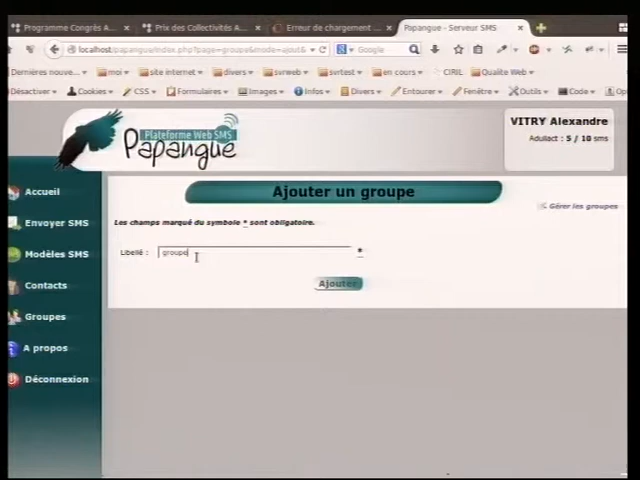 Programme Congrès A...
Prix des Collectivités A...
Erreur de chargement ...
Papangue - Serveur SMS
localhost/papangue/index.php?page=groupe&mode=ajout&
Google
Dernières nouve...
moi
site internet
divers
svrweb
svrtest
en cours
CIRIL
Qualite Web
Désactiver
Cookies
CSS
Formulaires
Images
Infos
Divers
Entourer
Fenêtre
Outils
Code
Plateforme Web SMS
Papangue
VITRY Alexandre
Adullact : 5 / 10 sms
Accueil
Envoyer SMS
Modèles SMS
Contacts
Groupes
A propos
Déconnexion
Ajouter un groupe
Gérer les groupes
Les champs marqué du symbole * sont obligatoire.
Libellé : groupe *
Ajouter